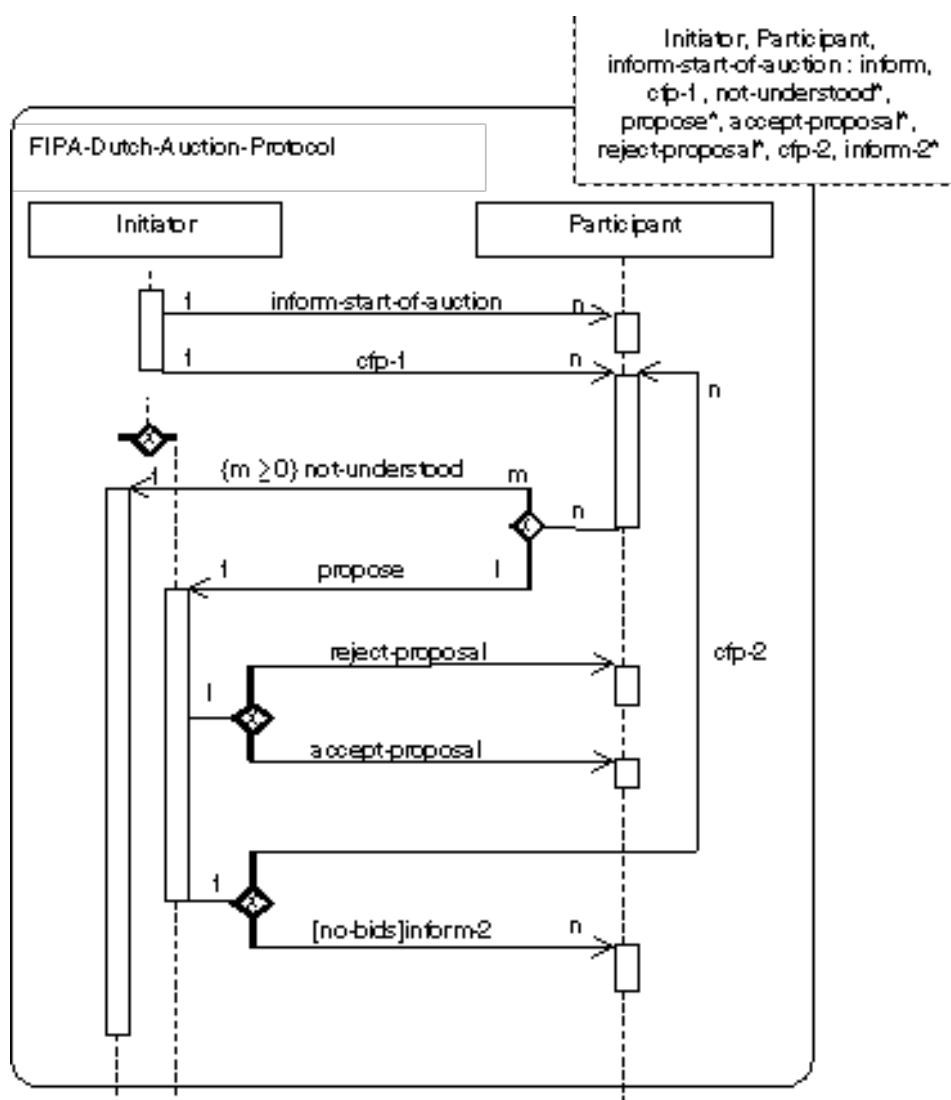 Initiator, Participant,
inform-start-of-auction : inform,
cfp-1 , not-understood*,
propose*, accept-proposal*,
reject-proposal*, cfp-2, inform-2*
FIPA-Dutch-Auction-Protocol
Initiator
Participant
1 inform-start-of-auction n
1 cfp-1 n
n
x
1 {m ≥0} not-understood m
n
1 propose l
reject-proposal
cfp-2
l
x
accept-proposal
1
x
[no-bids]inform-2 n